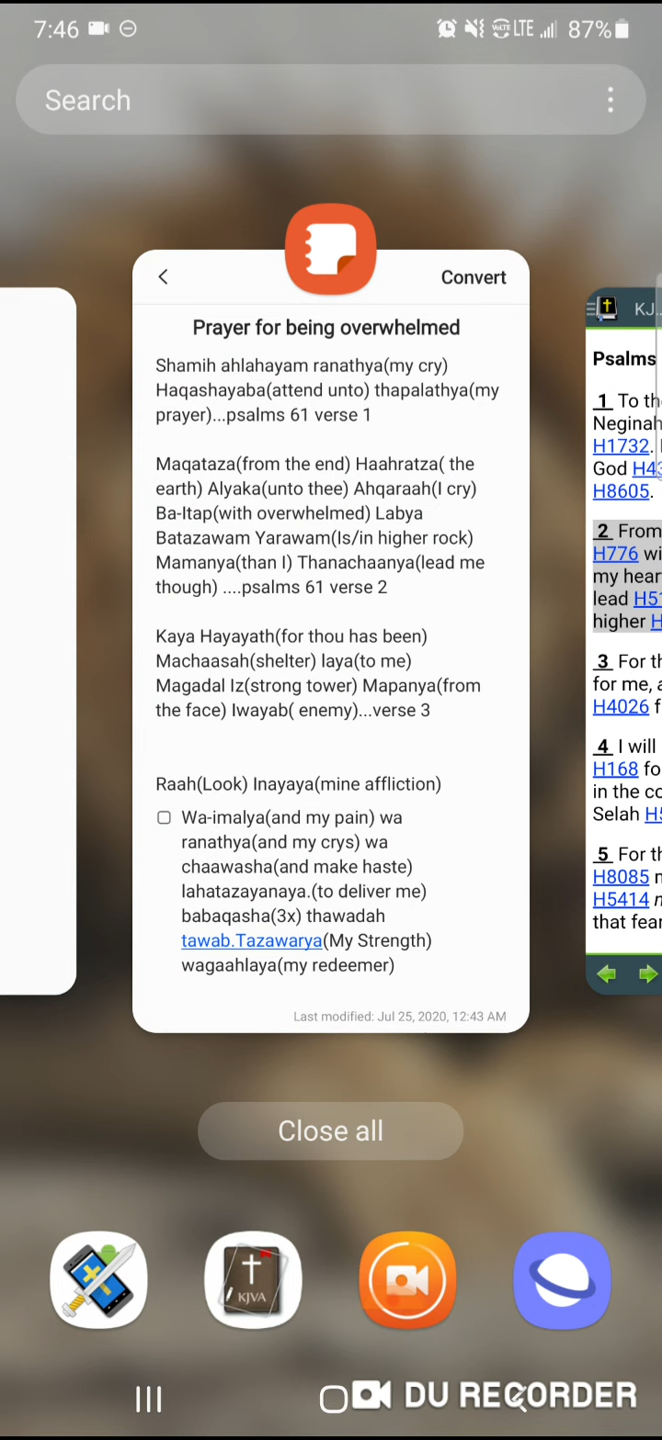 7:46
LTE 87%
Search
Convert
Prayer for being overwhelmed
Shamih ahlahayam ranathya(my cry)
Haqashayaba(attend unto) thapalathya(my
prayer)...psalms 61 verse 1
Maqataza(from the end) Haahratza( the
earth) Alyaka(unto thee) Ahqaraah(I cry)
Ba-Itap(with overwhelmed) Labya
Batazawam Yarawam(Is/in higher rock)
Mamanya(than I) Thanachaanya(lead me
though) ....psalms 61 verse 2
Kaya Hayayath(for thou has been)
Machaasah(shelter) laya(to me)
Magadal Iz(strong tower) Mapanya(from
the face) Iwayab( enemy)...verse 3
Raah(Look) Inayaya(mine affliction)
Wa-imalya(and my pain) wa
ranathya(and my crys) wa
chaawasha(and make haste)
lahatazayanaya.(to deliver me)
babaqasha(3x) thawadah
tawab.Tazawarya(My Strength)
wagaahlaya(my redeemer)
Last modified: Jul 25, 2020, 12:43 AM
KJ..
Psalms
1 To th
Neginah
H1732.
God H43
H8605.
2 From
H776 wi
my hear
lead H51
higher H
3 For th
for me, a
H4026 f
4 I will
H168 fo
in the co
Selah H5
5 For th
H8085 m
H5414 m
that fear
Close all
KJVA
DU RECORDER